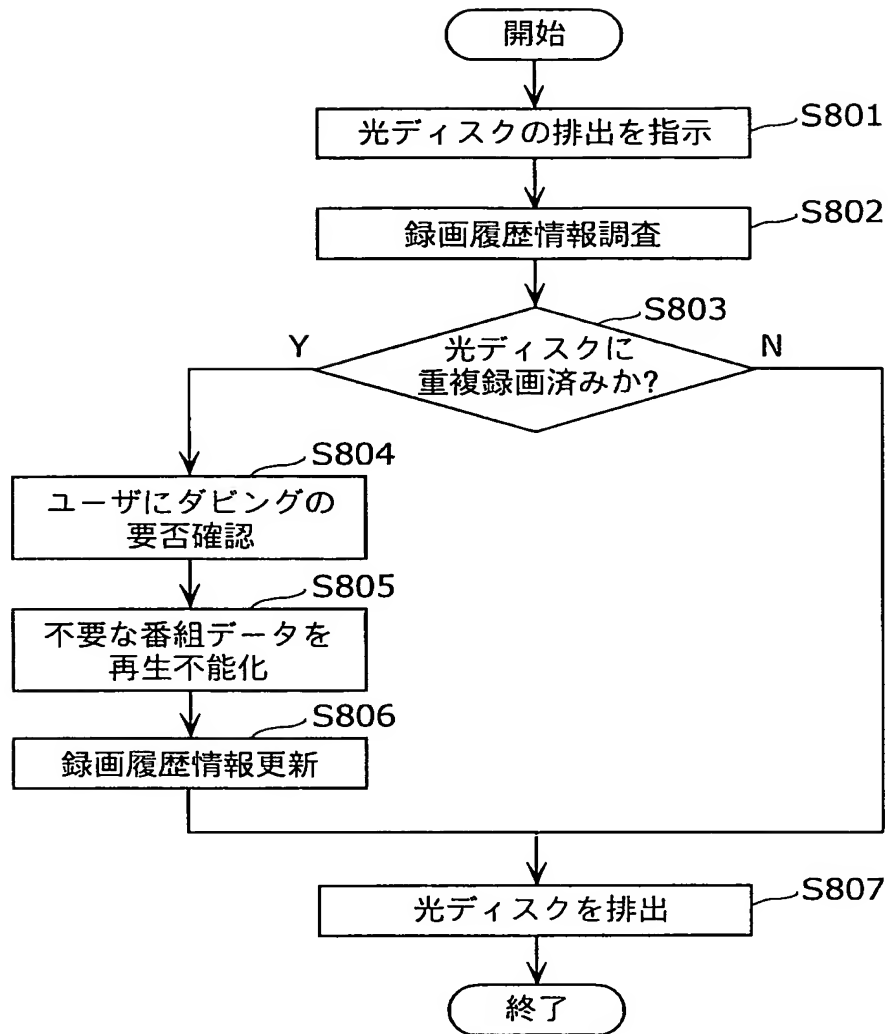 開始
光ディスクの排出を指示
S801
録画履歴情報調査
S802
光ディスクに
重複録画済みか?
S803
Y
N
ユーザにダビングの
要否確認
S804
不要な番組データを
再生不能化
S805
録画履歴情報更新
S806
光ディスクを排出
S807
終了